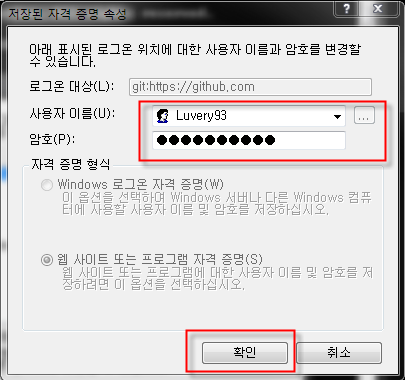 저장된 자격 증명 속성
아래 표시된 로그온 위치에 대한 사용자 이름과 암호를 변경할
수 있습니다.
로그온 대상(L): git:https://github.com
사용자 이름(U): Luvery93 ...
암호(P): ●●●●●●●●●●
자격 증명 형식
Windows 로그온 자격 증명(W)
이 옵션을 선택하여 Windows 서버나 다른 Windows 컴퓨
터에 사용할 사용자 이름 및 암호를 저장하십시오.
웹 사이트 또는 프로그램 자격 증명(S)
웹 사이트 또는 프로그램에 대한 사용자 이름 및 암호를 저
장하려면 이 옵션을 선택하십시오.
확인 취소